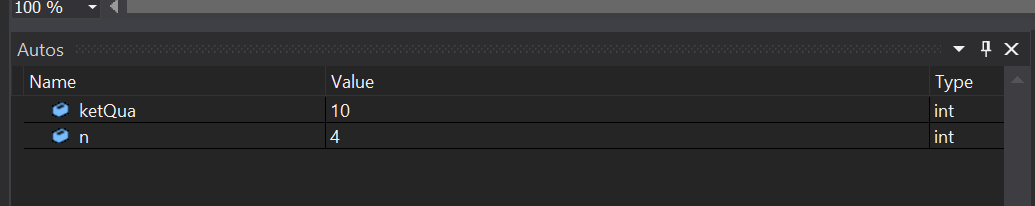 100 %
Autos
Name Value Type
ketQua 10 int
n 4 int